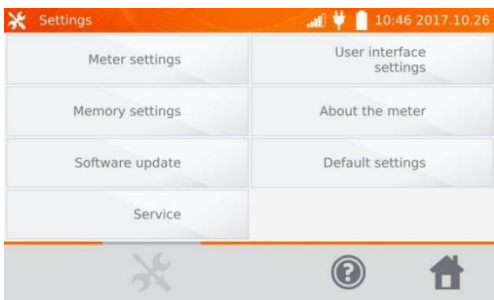 Settings
10:46 2017.10.26
Meter settings
User interface
settings
Memory settings
About the meter
Software update
Default settings
Service
?